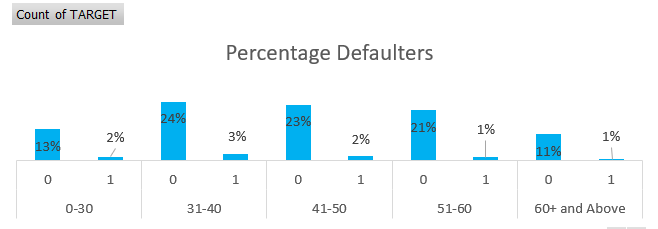 Count of TARGET
Percentage Defaulters
13% 2% 24% 3% 23% 2% 21% 1% 11% 1%
0 1 0 1 0 1 0 1 0 1
0-30 31-40 41-50 51-60 60+ and Above